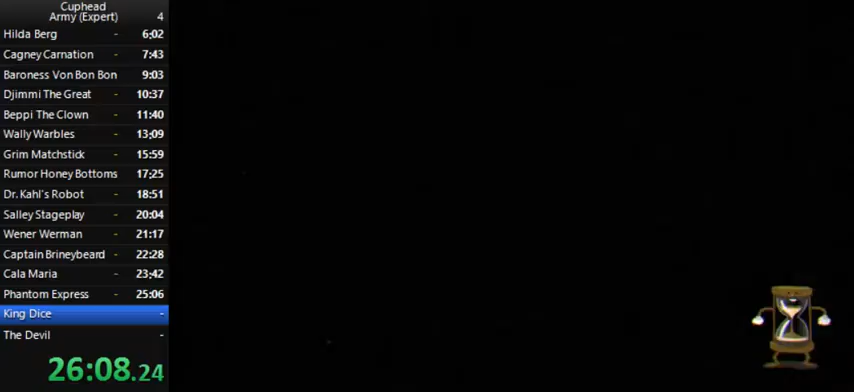 Cuphead
Army (Expert) 4
Hilda Berg - 6:02
Cagney Carnation - 7:43
Baroness Von Bon Bon 9:03
Djimmi The Great - 10:37
Beppi The Clown - 11:40
Wally Warbles - 13:09
Grim Matchstick - 15:59
Rumor Honey Bottoms - 17:25
Dr. Kahl's Robot - 18:51
Salley Stageplay - 20:04
Wener Werman - 21:17
Captain Brineybeard - 22:28
Cala Maria - 23:42
Phantom Express - 25:06
King Dice -
The Devil -
26:08.24